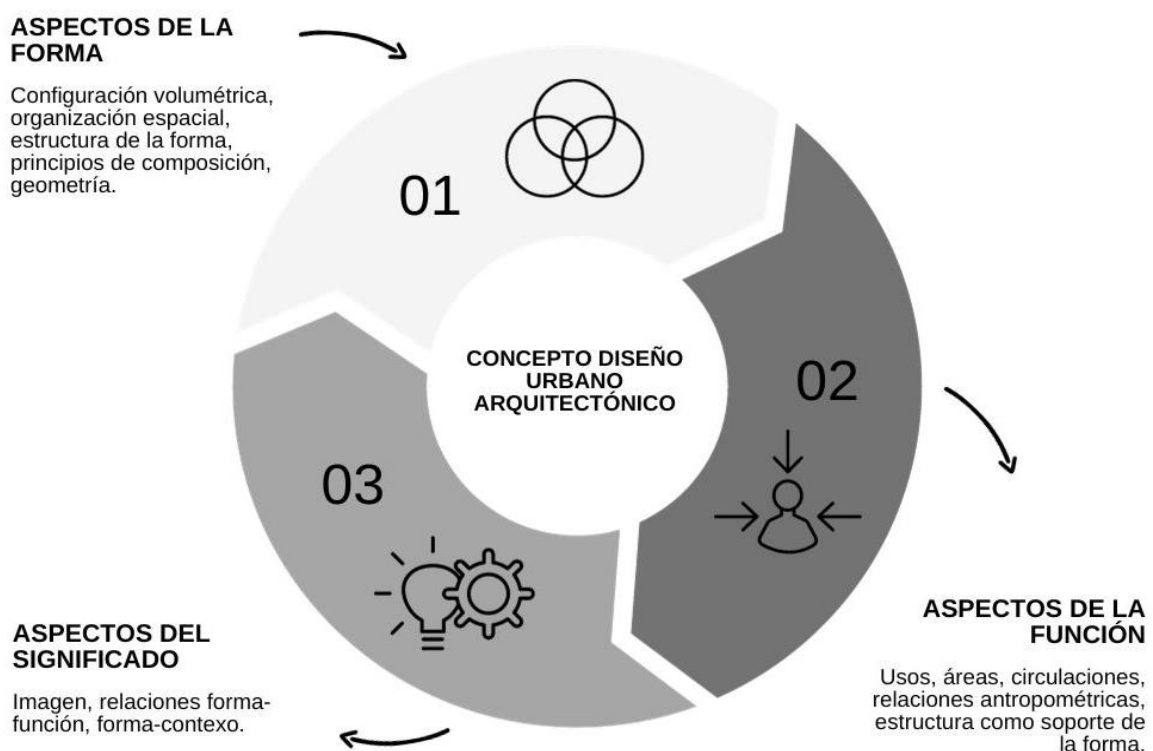 ASPECTOS DE LA
FORMA
Configuración volumétrica,
organización espacial,
estructura de la forma,
principios de composición,
geometría.
01
CONCEPTO DISEÑO
URBANO
ARQUITECTÓNICO
02
03
ASPECTOS DE LA
FUNCIÓN
Usos, áreas, circulaciones,
relaciones antropométricas,
estructura como soporte de
la forma.
ASPECTOS DEL
SIGNIFICADO
Imagen, relaciones forma-
función, forma-contexo.